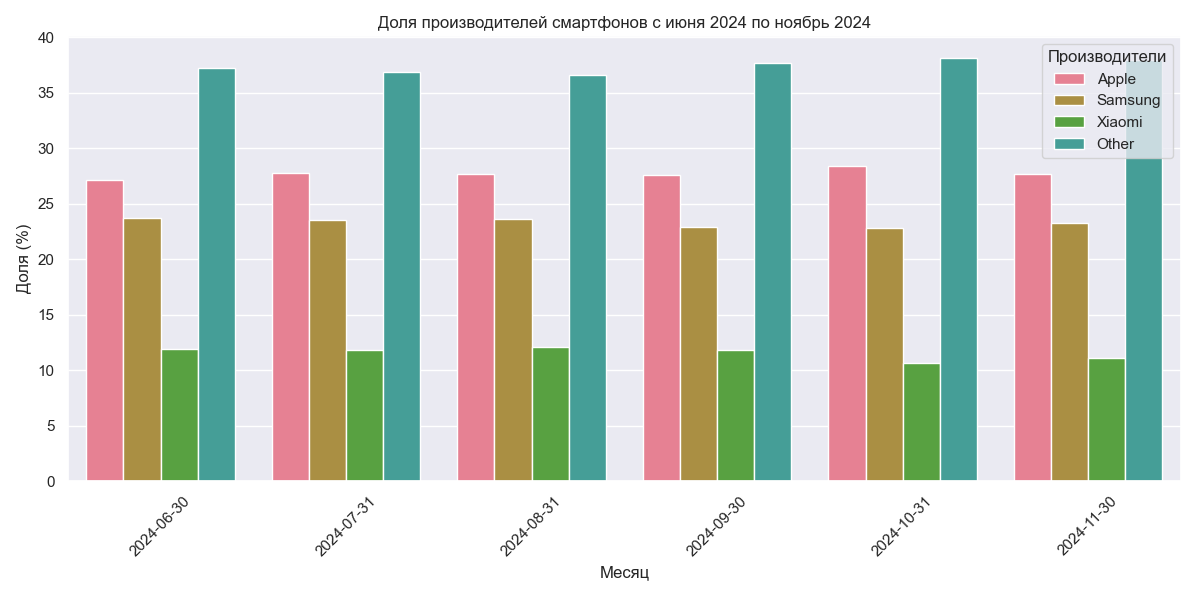 Доля производителей смартфонов с июня 2024 по ноябрь 2024
Доля (%)
40
35
30
25
20
15
10
5
0
Производители
Apple
Samsung
Xiaomi
Other
2024-06-30
2024-07-31
2024-08-31
2024-09-30
2024-10-31
2024-11-30
Месяц